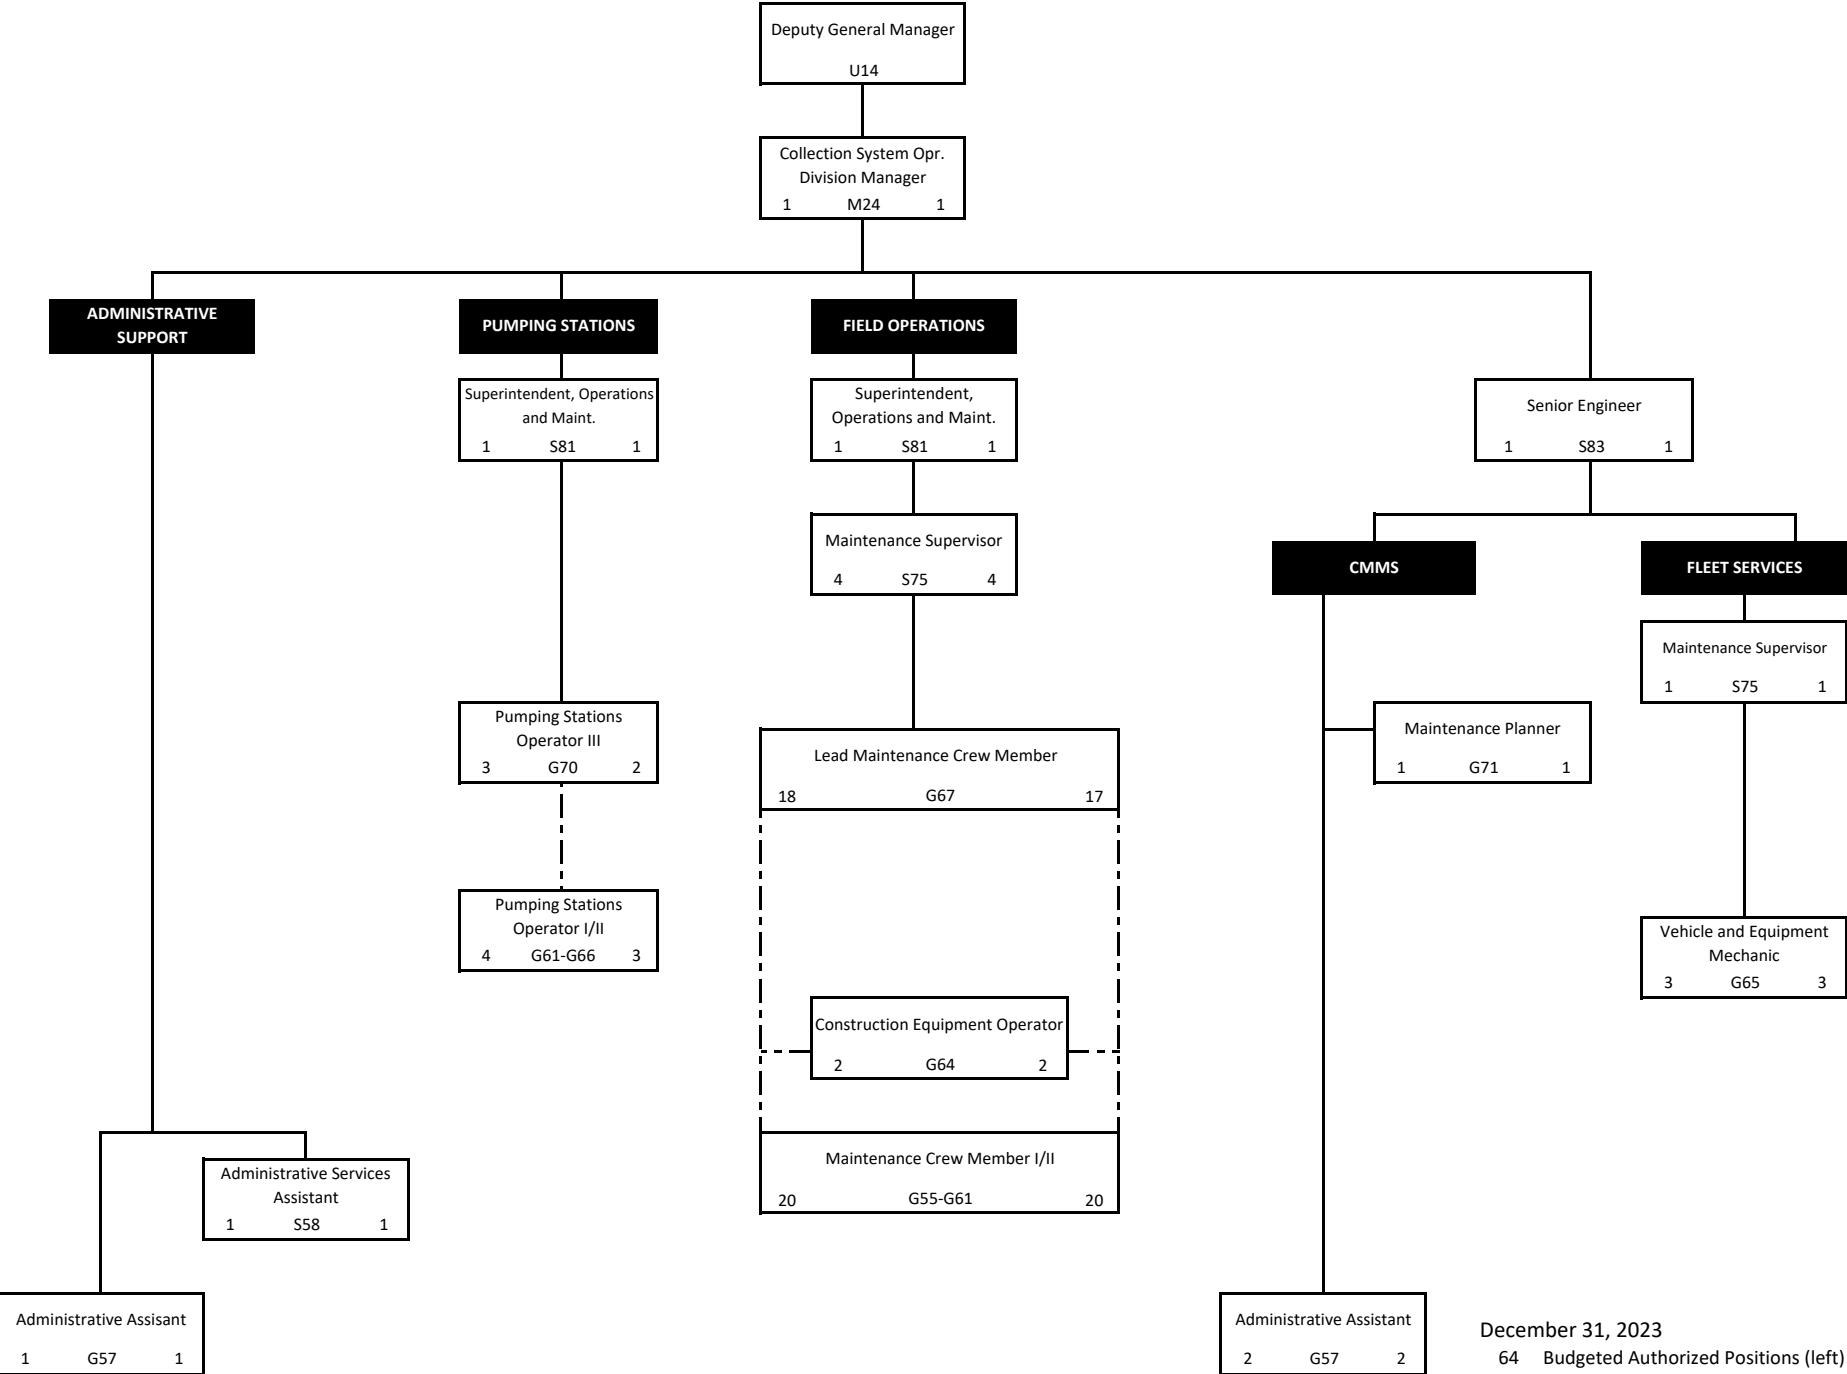 Deputy General Manager
U14
Collection System Opr.
Division Manager
1 M24 1
ADMINISTRATIVE
SUPPORT
PUMPING STATIONS
FIELD OPERATIONS
Superintendent, Operations
and Maint.
1 S81 1
Superintendent,
Operations and Maint.
1 S81 1
Senior Engineer
1 S83 1
Maintenance Supervisor
4 S75 4
CMMS
FLEET SERVICES
Maintenance Supervisor
1 S75 1
Pumping Stations
Operator III
3 G70 2
Lead Maintenance Crew Member
18 G67 17
Maintenance Planner
1 G71 1
Pumping Stations
Operator I/II
4 G61-G66 3
Vehicle and Equipment
Mechanic
3 G65 3
Construction Equipment Operator
2 G64 2
Maintenance Crew Member I/II
20 G55-G61 20
Administrative Services
Assistant
1 S58 1
Administrative Assisant
1 G57 1
Administrative Assistant
2 G57 2
December 31, 2023
64 Budgeted Authorized Positions (left)